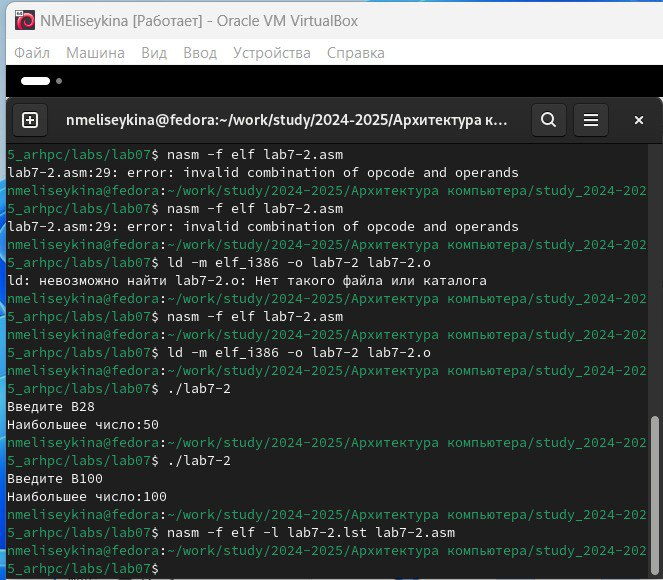 NMEliseykina [Работает] - Oracle VM VirtualBox
Файл Машина Вид Ввод Устройства Справка
nmeliseykina@fedora:~/work/study/2024-2025/Архитектура к...
5_arhpc/labs/lab07$ nasm -f elf lab7-2.asm
lab7-2.asm:29: error: invalid combination of opcode and operands
nmeliseykina@fedora:~/work/study/2024-2025/Архитектура компьютера/study_2024-202
5_arhpc/labs/lab07$ nasm -f elf lab7-2.asm
lab7-2.asm:29: error: invalid combination of opcode and operands
nmeliseykina@fedora:~/work/study/2024-2025/Архитектура компьютера/study_2024-202
5_arhpc/labs/lab07$ ld -m elf_i386 -o lab7-2 lab7-2.o
ld: невозможно найти lab7-2.o: Нет такого файла или каталога
nmeliseykina@fedora:~/work/study/2024-2025/Архитектура компьютера/study_2024-202
5_arhpc/labs/lab07$ nasm -f elf lab7-2.asm
nmeliseykina@fedora:~/work/study/2024-2025/Архитектура компьютера/study_2024-202
5_arhpc/labs/lab07$ ld -m elf_i386 -o lab7-2 lab7-2.o
nmeliseykina@fedora:~/work/study/2024-2025/Архитектура компьютера/study_2024-202
5_arhpc/labs/lab07$ ./lab7-2
Введите В28
Наибольшее число:50
nmeliseykina@fedora:~/work/study/2024-2025/Архитектура компьютера/study_2024-202
5_arhpc/labs/lab07$ ./lab7-2
Введите В100
Наибольшее число:100
nmeliseykina@fedora:~/work/study/2024-2025/Архитектура компьютера/study_2024-202
5_arhpc/labs/lab07$ nasm -f elf -l lab7-2.lst lab7-2.asm
nmeliseykina@fedora:~/work/study/2024-2025/Архитектура компьютера/study_2024-202
5_arhpc/labs/lab07$